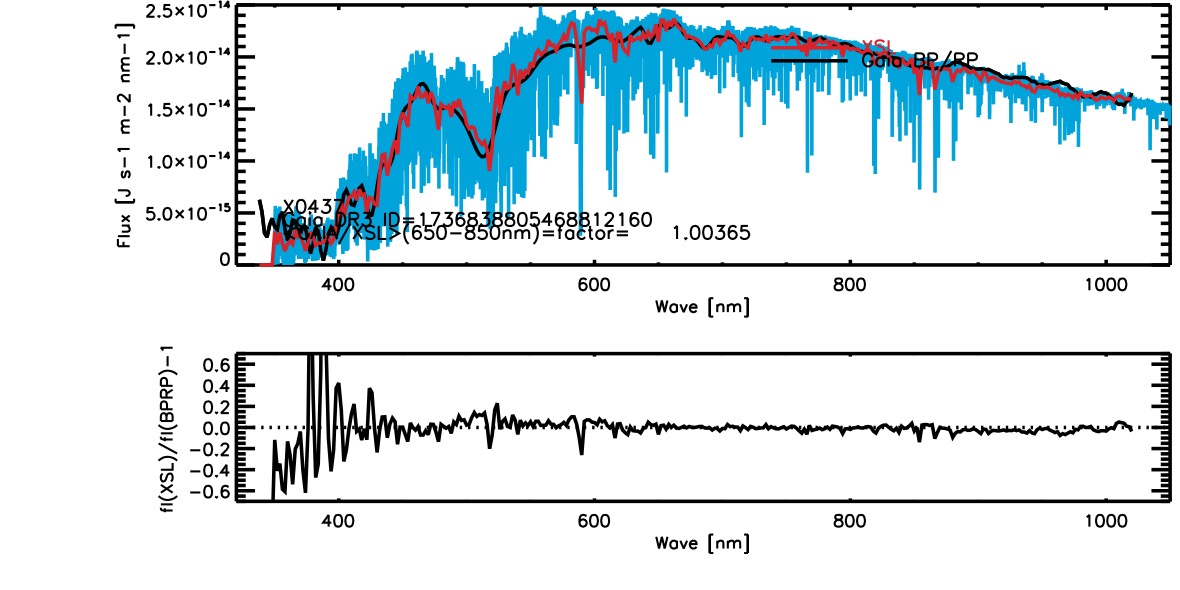 2.5×10⁻¹⁴
2.0×10⁻¹⁴
1.5×10⁻¹⁴
1.0×10⁻¹⁴
5.0×10⁻¹⁵
0
Flux [J s-1 m-2 nm-1]
XSL
Gaia BP/RP
X0437
Gaia DR3 ID=1736838805468812160
/XSL>(650-850nm)=factor= 1.00365
400 600 800 1000
Wave [nm]
0.6
0.4
0.2
0.0
-0.2
-0.4
-0.6
fl(XSL)/fl(BPRP)-1
400 600 800 1000
Wave [nm]